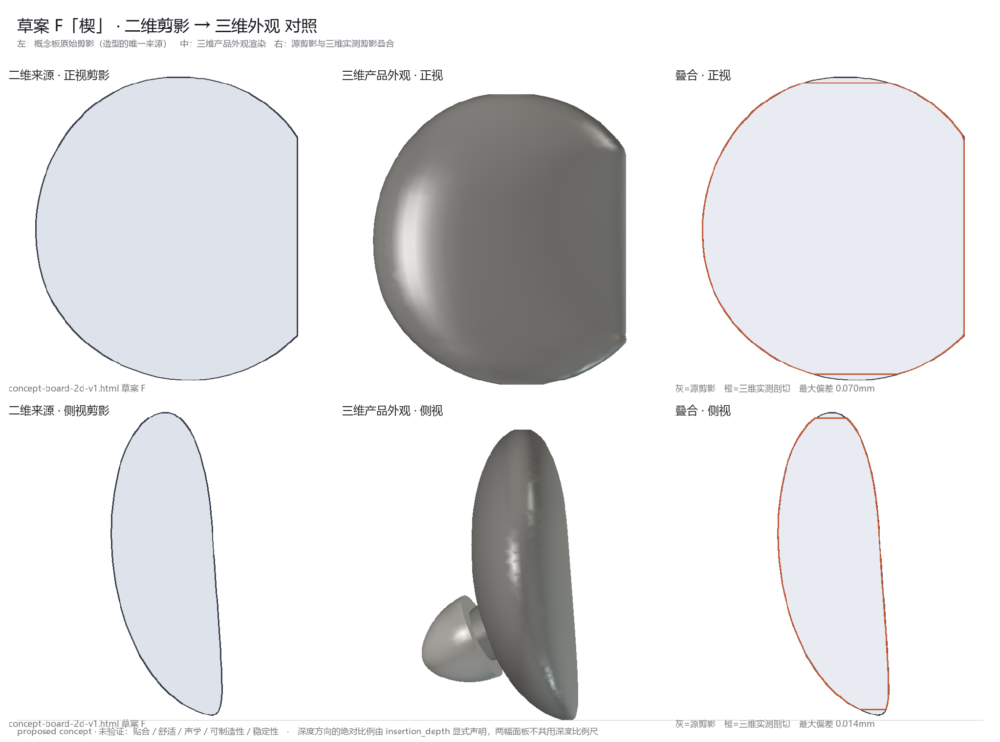 草案 F「楔」 · 二维剪影 → 三维外观 对照
左：概念板原始剪影（造型的唯一来源） 中：三维产品外观渲染 右：源剪影与三维实测剪影叠合
二维来源 · 正视剪影
三维产品外观 · 正视
叠合 · 正视
concept-board-2d-v1.html 草案 F
灰=源剪影 橙=三维实测剖切 最大偏差 0.070mm
二维来源 · 侧视剪影
三维产品外观 · 侧视
叠合 · 侧视
concept-board-2d-v1.html 草案 F
灰=源剪影 橙=三维实测剖切 最大偏差 0.014mm
proposed concept · 未验证：贴合 / 舒适 / 声学 / 可制造性 / 稳定性 · 深度方向的绝对比例由 insertion_depth 显式声明，两幅面板不共用深度比例尺